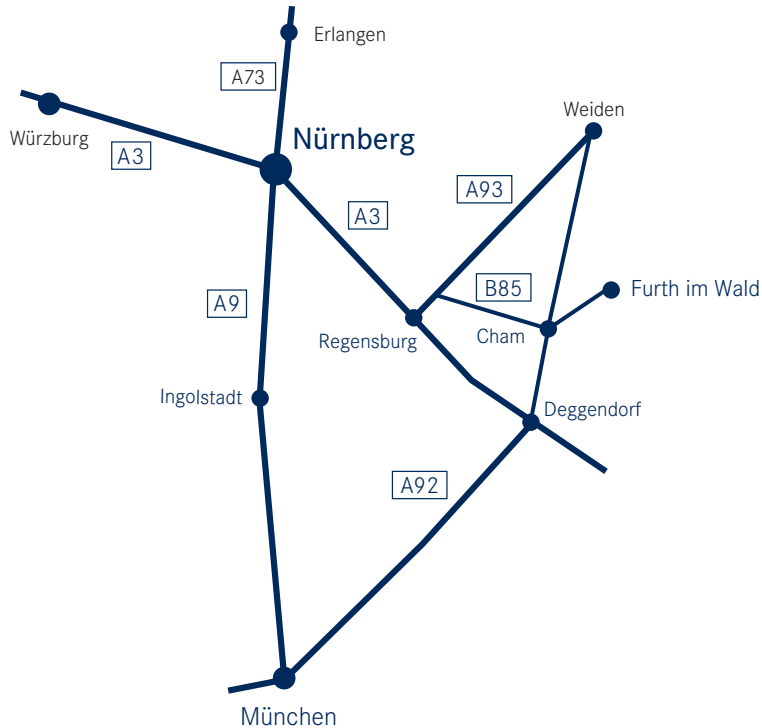 Erlangen
A73
Weiden
Würzburg
Nürnberg
A3
A93
A3
B85
Furth im Wald
A9
Cham
Regensburg
Ingolstadt
Deggendorf
A92
München